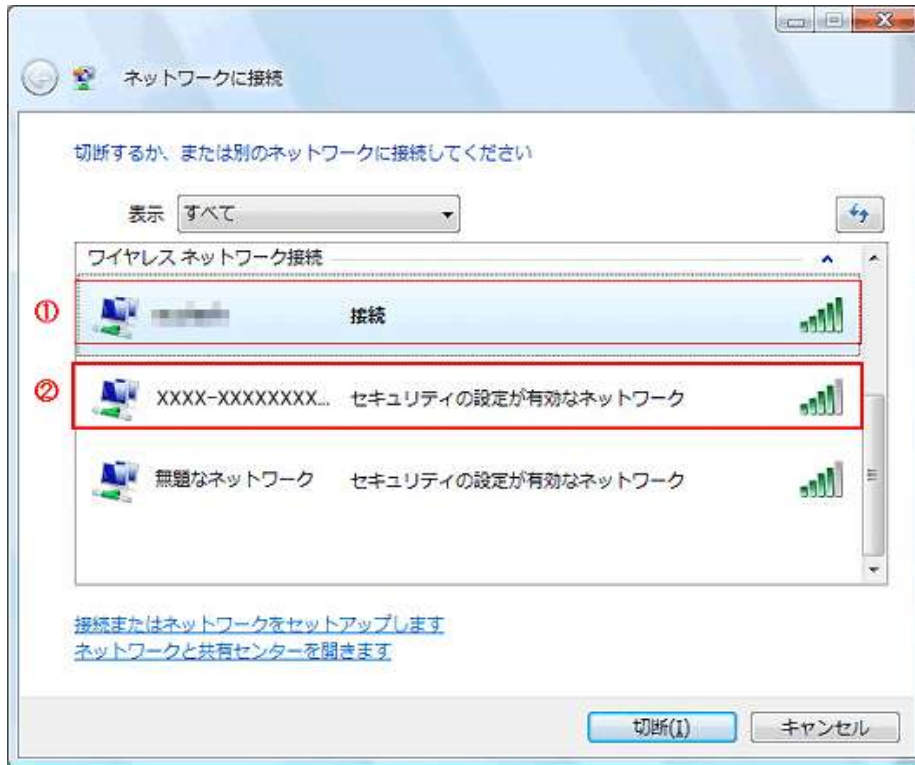 ネットワークに接続
切断するか、または別のネットワークに接続してください
表示 すべて
ワイヤレス ネットワーク接続
① 接続
② XXXX-XXXXXXXX... セキュリティの設定が有効なネットワーク
無題なネットワーク セキュリティの設定が有効なネットワーク
接続またはネットワークをセットアップします
ネットワークと共有センターを開きます
切断(I) キャンセル